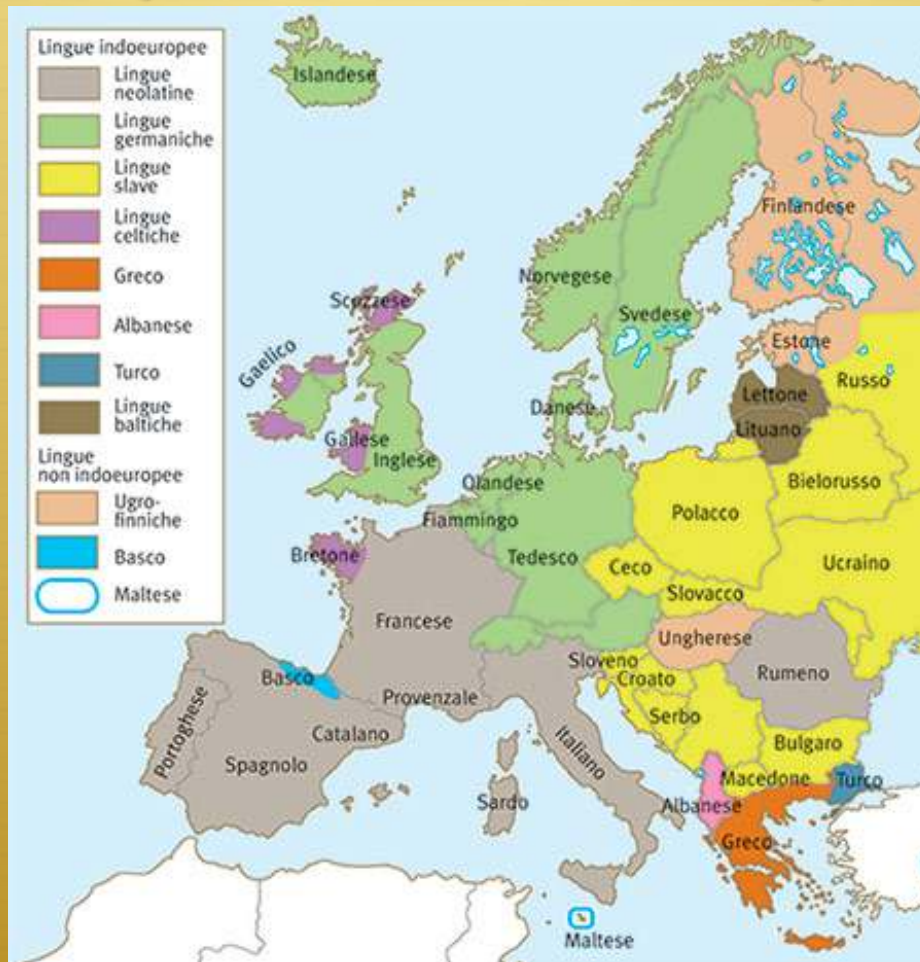 Lingue indoeuropee
Lingue
neolatine
Lingue
germaniche
Lingue
slave
Lingue
celtiche
Greco
Albanese
Turco
Lingue
baltiche
Lingue
non indoeuropee
Ugro-
finniche
Basco
Maltese
Islandese
Finlandese
Norvegese
Svedese
Scozzese
Estone
Gaelico
Russo
Lettone
Danese
Lituano
Gallese
Inglese
Bielorusso
Olandese
Polacco
Fiammingo
Bretone
Tedesco
Ceco
Ucraino
Slovacco
Francese
Ungherese
Sloveno
Rumeno
Basco
Croato
Provenzale
Serbo
Portoghese
Catalano
Italiano
Bulgaro
Spagnolo
Macedone
Turco
Sardo
Albanese
Greco
Maltese